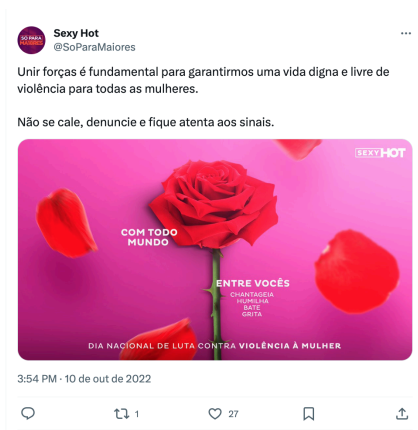 SÓ PARA
MAIORES
Sexy Hot
@SoParaMaiores
Unir forças é fundamental para garantirmos uma vida digna e livre de
violência para todas as mulheres.
Não se cale, denuncie e fique atenta aos sinais.
SEXY HOT
COM TODO
MUNDO
ENTRE VOCÊS
CHANTAGEIA
HUMILHA
BATE
GRITA
DIA NACIONAL DE LUTA CONTRA VIOLÊNCIA À MULHER
3:54 PM · 10 de out de 2022
1
27